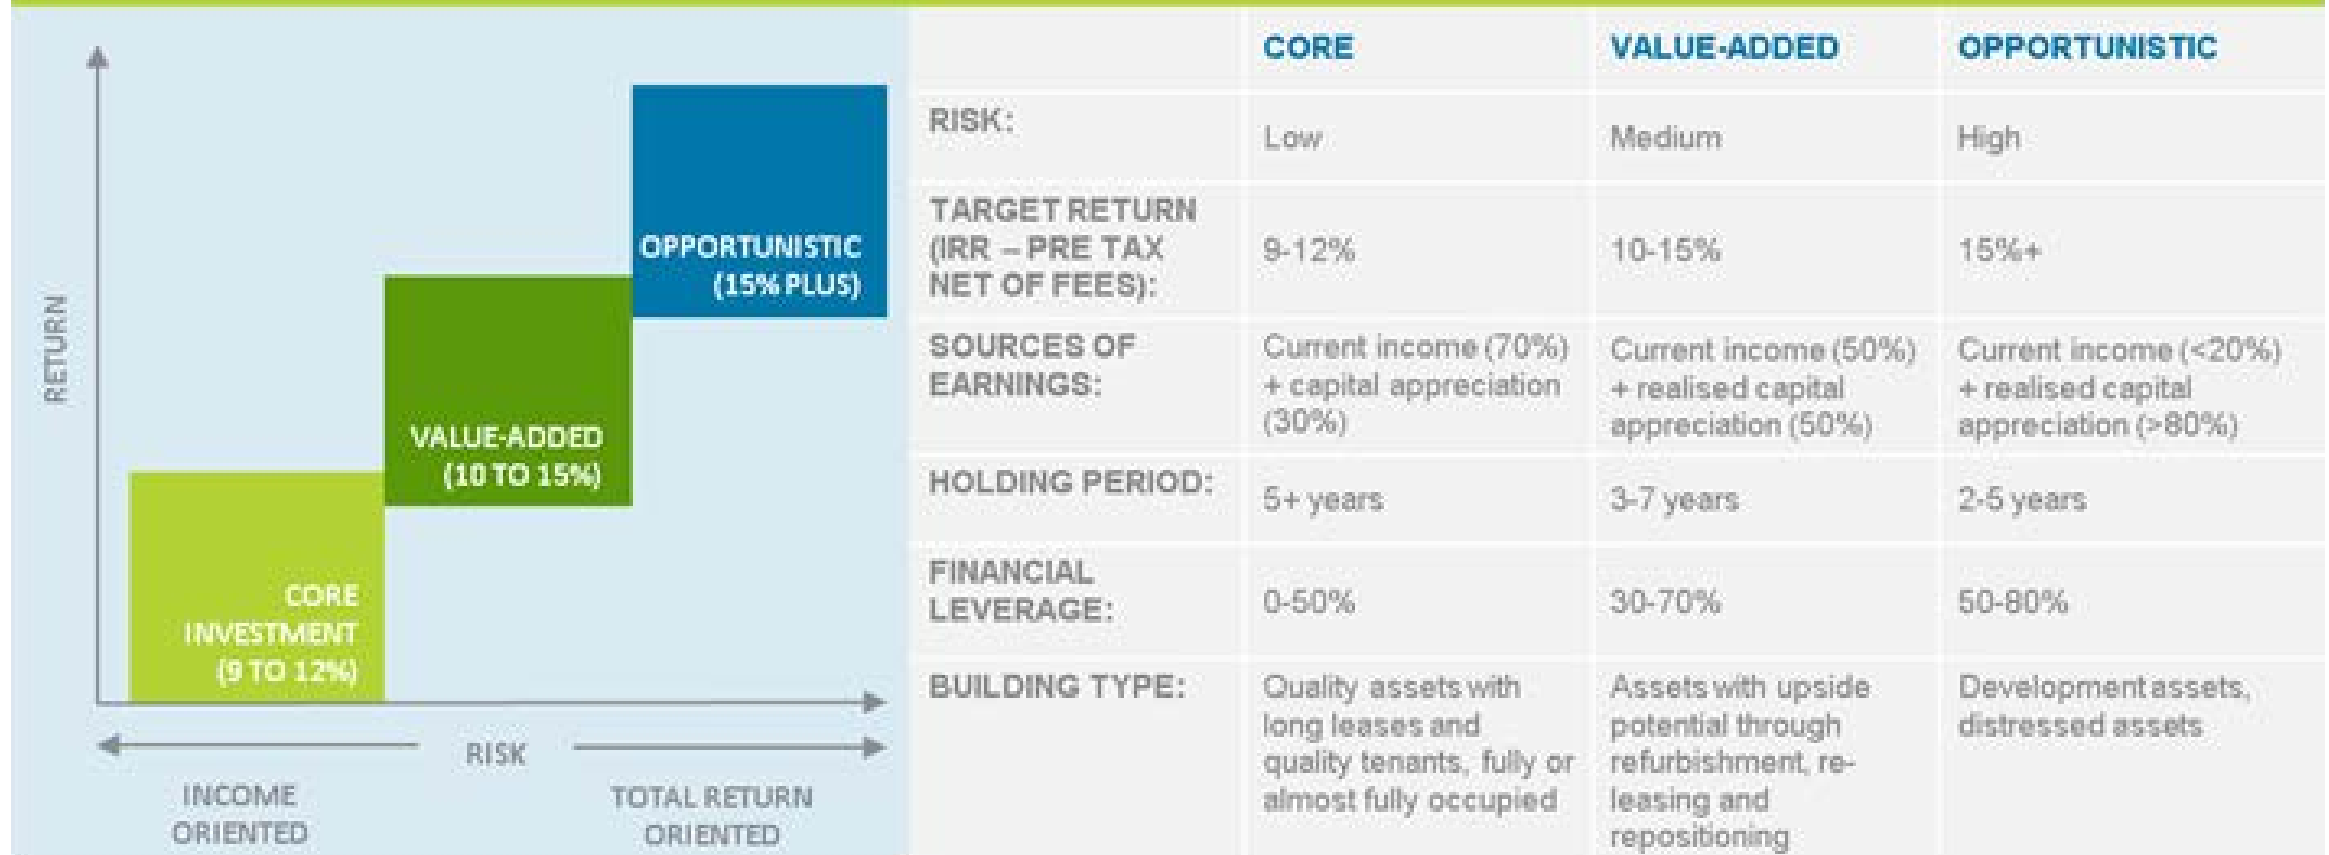 RETURN
OPPORTUNISTIC
(15% PLUS)
VALUE-ADDED
(10 TO 15%)
CORE
INVESTMENT
(9 TO 12%)
RISK
INCOME
ORIENTED
TOTAL RETURN
ORIENTED
CORE
VALUE-ADDED
OPPORTUNISTIC
RISK:
Low
Medium
High
TARGET RETURN
(IRR – PRE TAX
NET OF FEES):
9-12%
10-15%
15%+
SOURCES OF
EARNINGS:
Current income (70%)
+ capital appreciation
(30%)
Current income (50%)
+ realised capital
appreciation (50%)
Current income (<20%)
+ realised capital
appreciation (>80%)
HOLDING PERIOD:
5+ years
3-7 years
2-5 years
FINANCIAL
LEVERAGE:
0-50%
30-70%
50-80%
BUILDING TYPE:
Quality assets with
long leases and
quality tenants, fully or
almost fully occupied
Assets with upside
potential through
refurbishment, re-
leasing and
repositioning
Development assets,
distressed assets